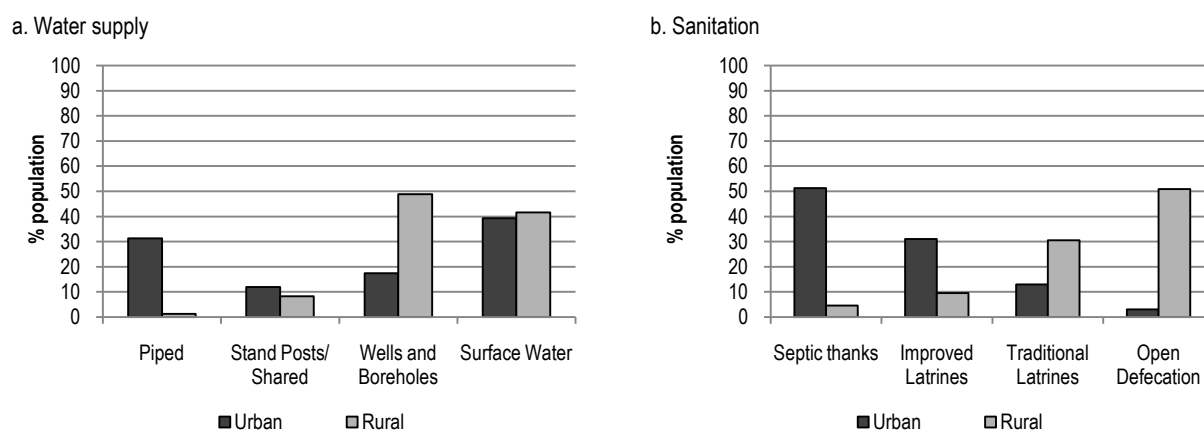 a. Water supply
100
90
80
70
60
50
40
30
20
10
0
% population
Piped
Stand Posts/
Shared
Wells and
Boreholes
Surface Water
Urban
Rural
b. Sanitation
100
90
80
70
60
50
40
30
20
10
0
% population
Septic thanks
Improved
Latrines
Traditional
Latrines
Open
Defecation
Urban
Rural